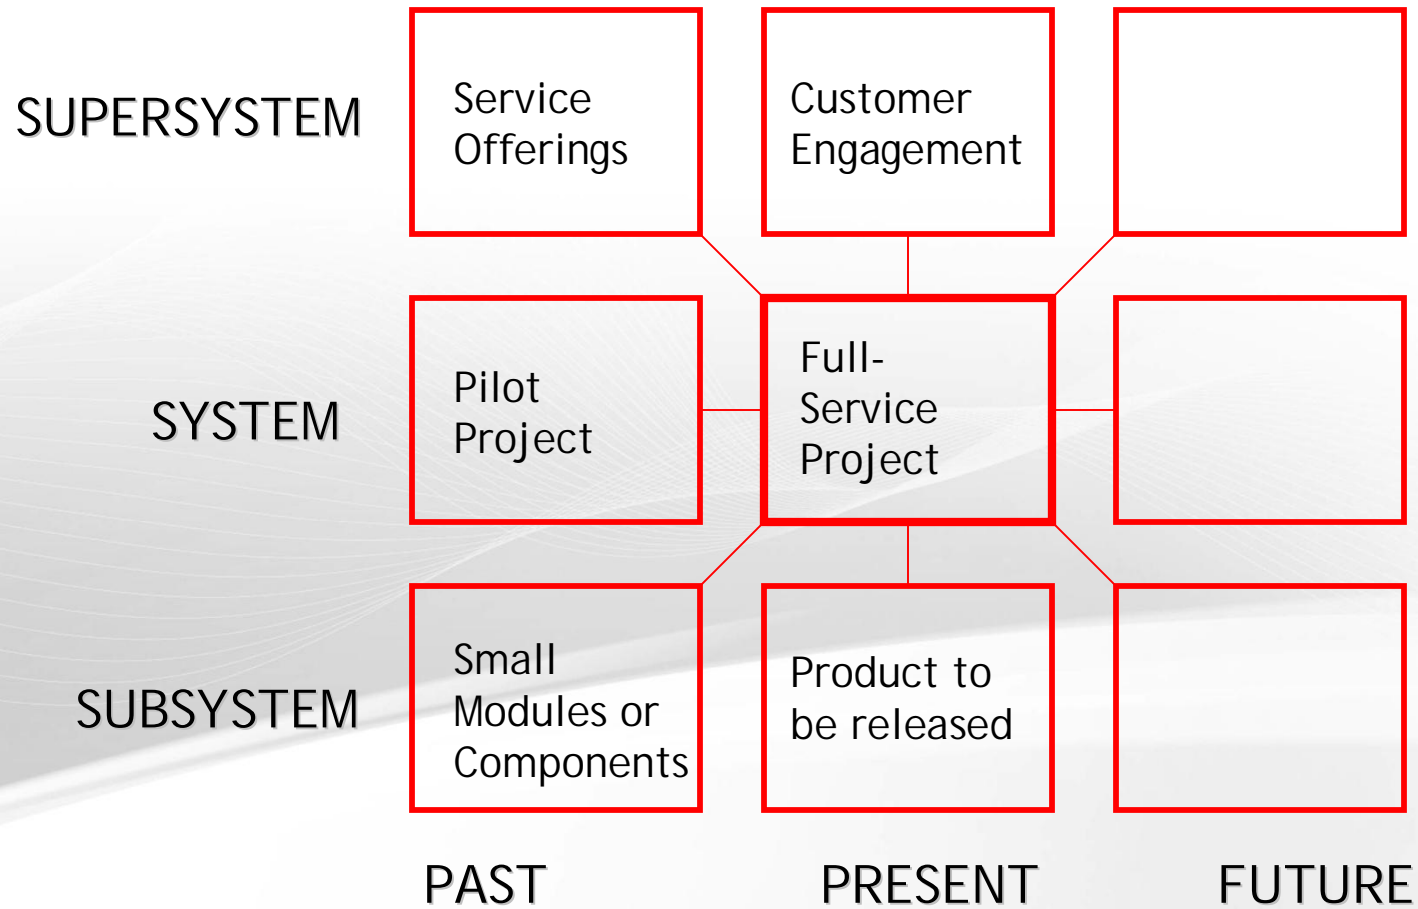 SUPERSYSTEM
Service
Offerings
Customer
Engagement
SYSTEM
Pilot
Project
Full-
Service
Project
SUBSYSTEM
Small
Modules or
Components
Product to
be released
PAST
PRESENT
FUTURE